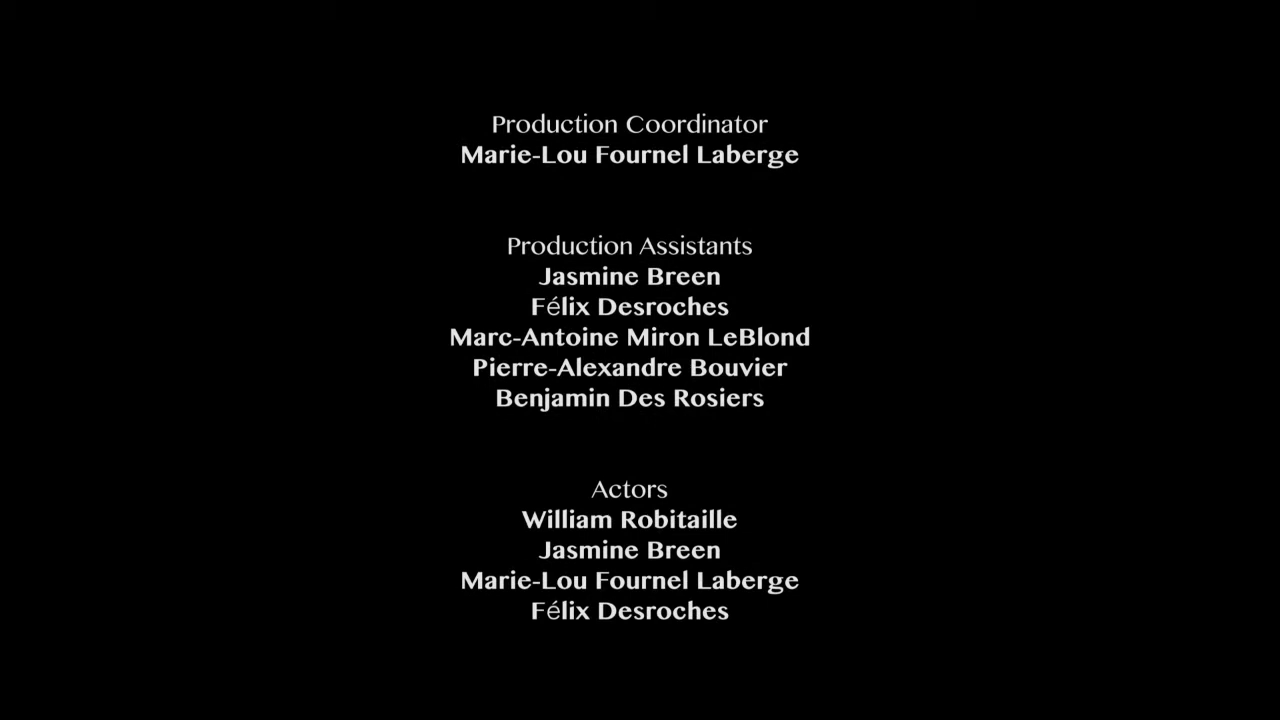 Production Coordinator
Marie-Lou Fournel Laberge
Production Assistants
Jasmine Breen
Félix Desroches
Marc-Antoine Miron LeBlond
Pierre-Alexandre Bouvier
Benjamin Des Rosiers
Actors
William Robitaille
Jasmine Breen
Marie-Lou Fournel Laberge
Félix Desroches